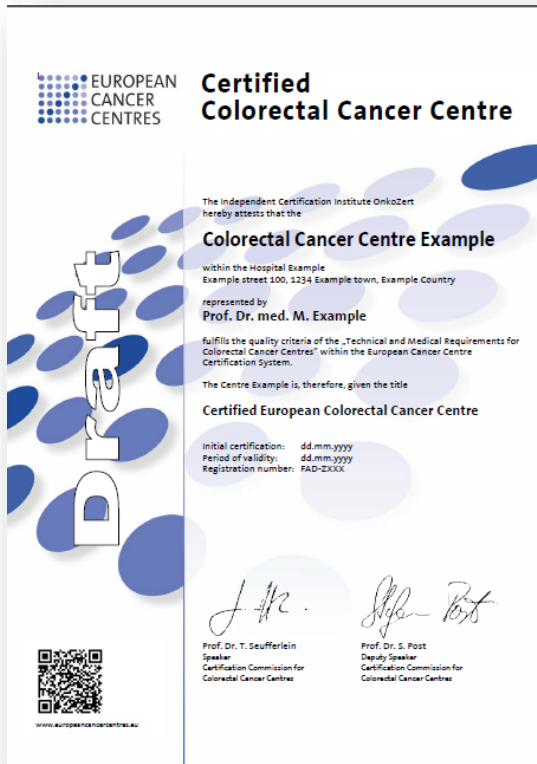 EUROPEAN
CANCER
CENTRES
Certified
Colorectal Cancer Centre
The Independent Certification Institute OnkoZert
hereby attests that the
Colorectal Cancer Centre Example
within the Hospital Example
Example street 100, 1234 Example town, Example Country
represented by
Prof. Dr. med. M. Example
fulfills the quality criteria of the „Technical and Medical Requirements for
Colorectal Cancer Centres“ within the European Cancer Centre
Certification System.
The Centre Example is, therefore, given the title
Certified European Colorectal Cancer Centre
Initial certification: dd.mm.yyyy
Period of validity: dd.mm.yyyy
Registration number: FAD-ZXXX
Draft
Prof. Dr. T. Seufferlein
Speaker
Certification Commission for
Colorectal Cancer Centres
Stefan Post
Prof. Dr. S. Post
Deputy Speaker
Certification Commission for
Colorectal Cancer Centres
www.europeancancercentres.eu